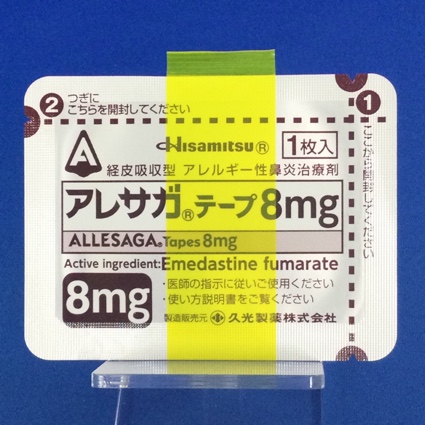 ② つぎに
こちらを開封してください
①
ここから開封してください
Hisamitsu®
1枚入
経皮吸収型 アレルギー性鼻炎治療剤
アレサガ®テープ8mg
ALLESAGA®Tapes 8mg
Active ingredient:Emedastine fumarate
8mg
・医師の指示に従いご使用ください
・使い方説明書をご覧ください
製造販売元 久光製薬株式会社